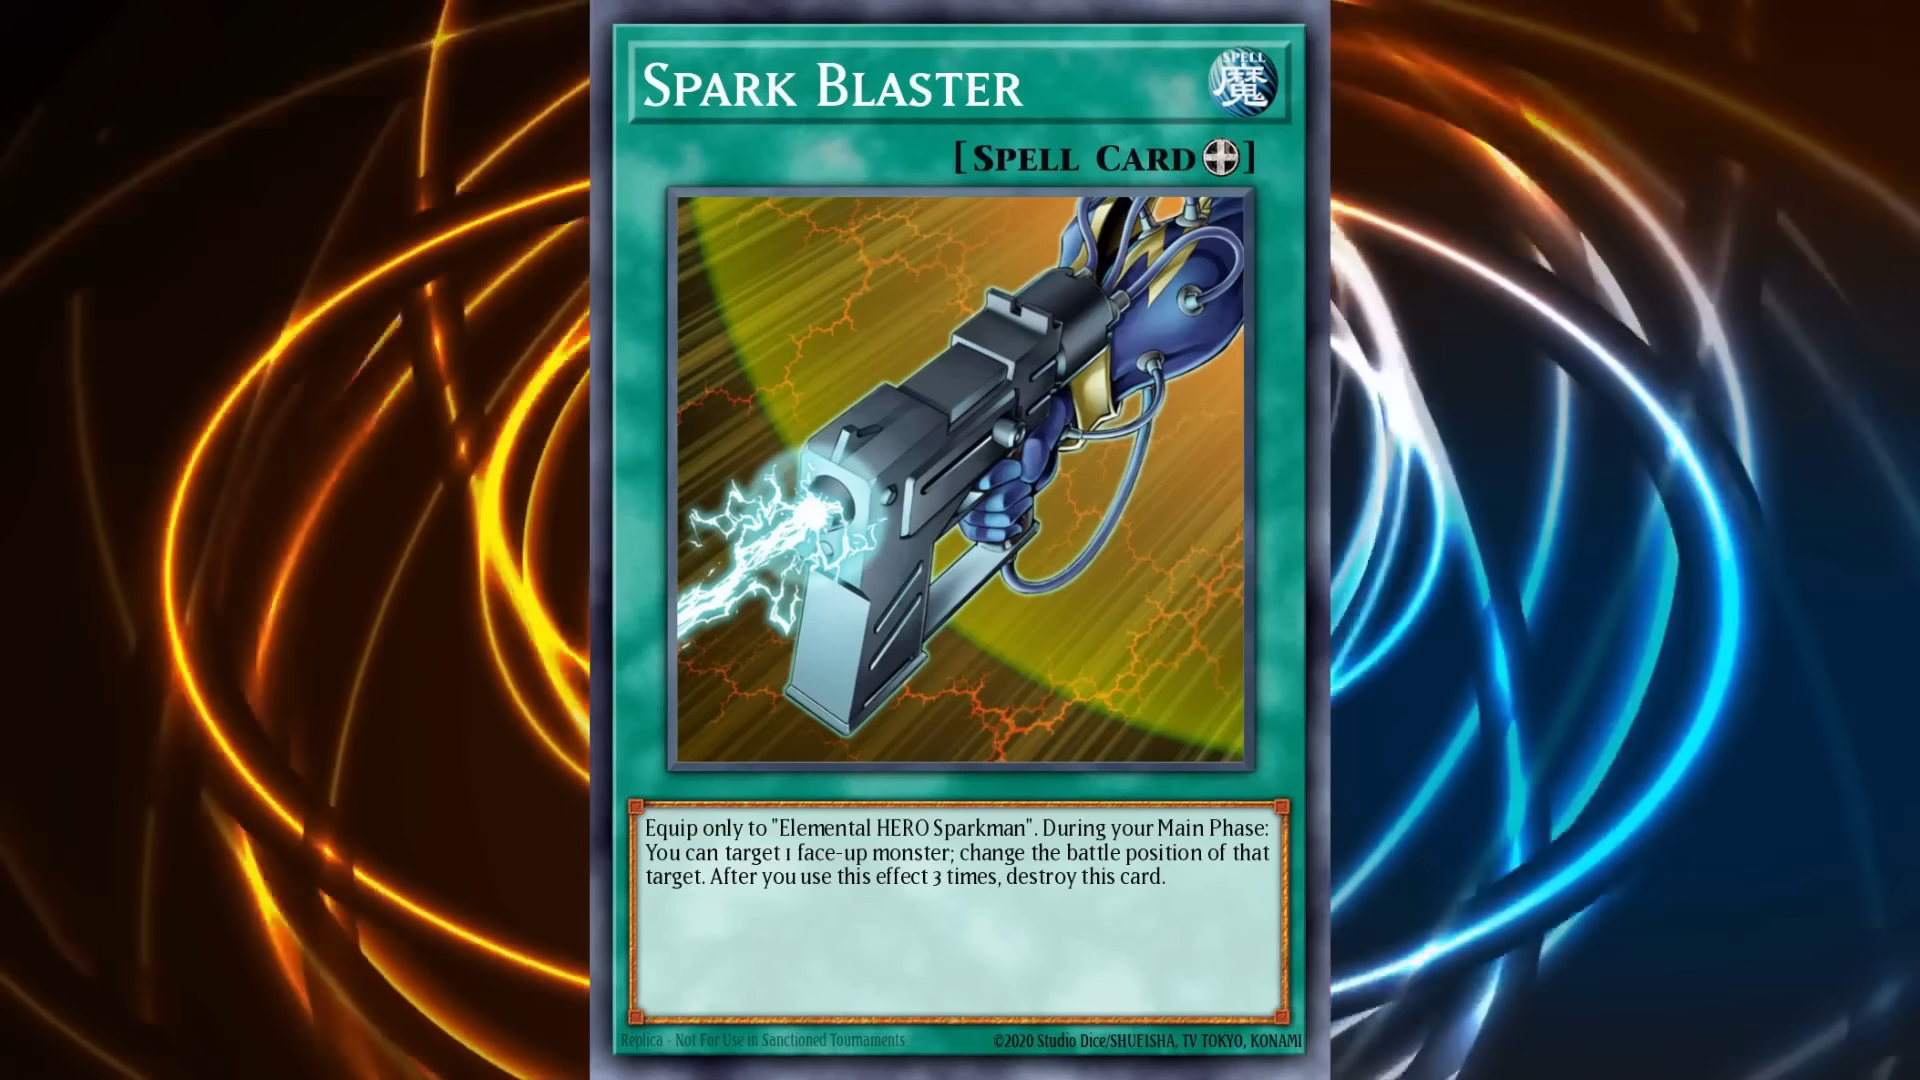 Spark Blaster
SPELL
魔
[Spell Card]
Equip only to "Elemental HERO Sparkman". During your Main Phase:
You can target 1 face-up monster; change the battle position of that
target. After you use this effect 3 times, destroy this card.
Replica - Not For Use in Sanctioned Tournaments
©2020 Studio Dice/SHUEISHA, TV TOKYO, KONAMI